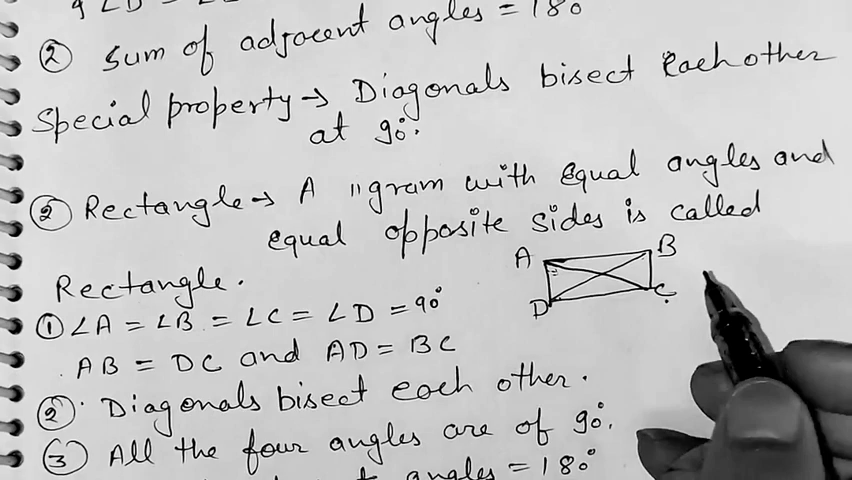 ② Sum of adjacent angles = 180
Special property → Diagonals bisect each other
at 90°.
② Rectangle → A ||gram with equal angles and
equal opposite sides is called
Rectangle.
A B
D C
① ∠A = ∠B = ∠C = ∠D = 90°
AB = DC and AD = BC
② Diagonals bisect each other.
③ All the four angles are of 90°.
angles = 180°